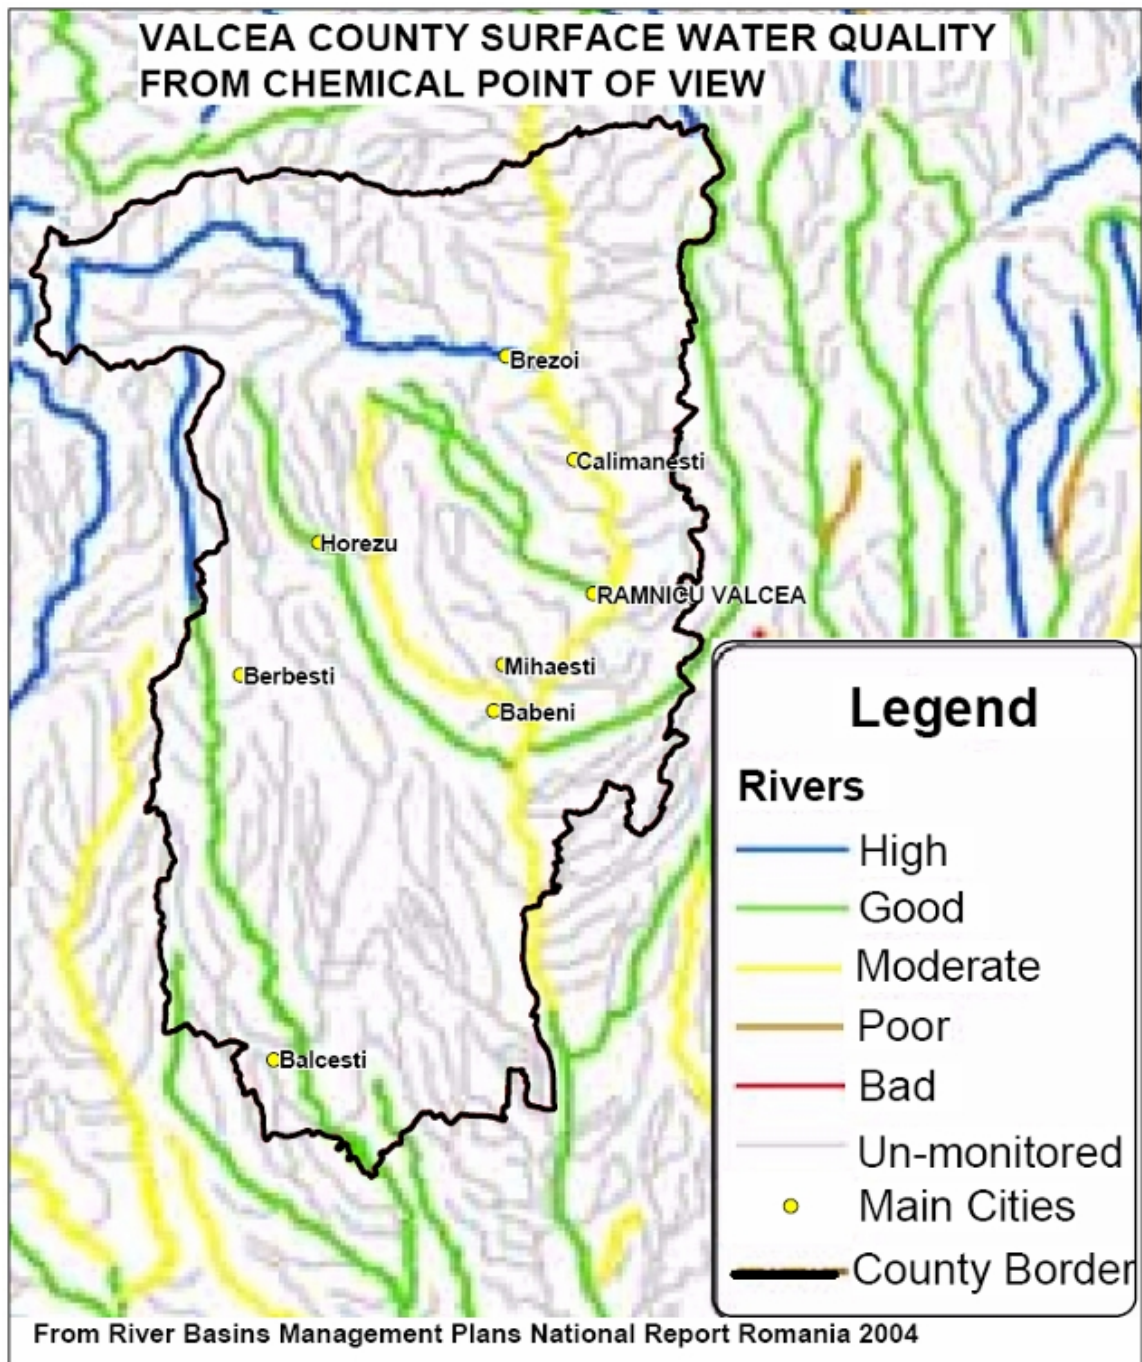 VALCEA COUNTY SURFACE WATER QUALITY
FROM CHEMICAL POINT OF VIEW
Brezoi
Calimanesti
Horezu
RAMNICU VALCEA
Mihaesti
Berbesti
Babeni
Balcesti
Legend
Rivers
High
Good
Moderate
Poor
Bad
Un-monitored
Main Cities
County Border
From River Basins Management Plans National Report Romania 2004